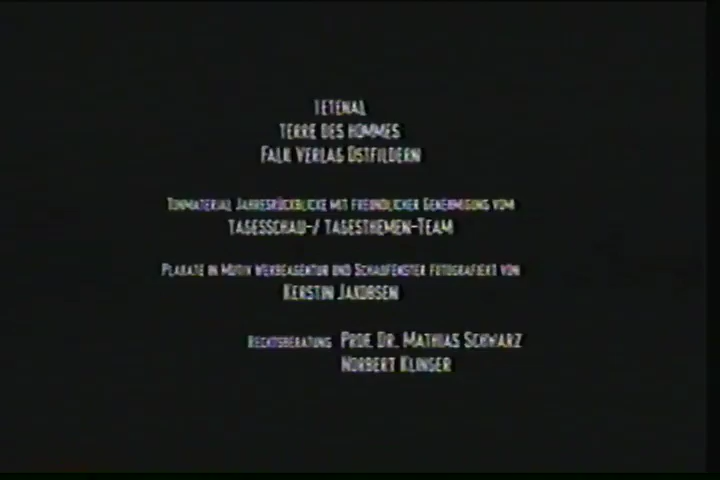 TETENAL
TERRE DES HOMMES
FALK VERLAG OSTFILDERN
TONMATERIAL JAHRESRÜCKBLICKE MIT FREUNDLICHER GENEHMIGUNG VOM
TAGESSCHAU-/ TAGESTHEMEN-TEAM
PLAKATE IN MOTIV WERBEAGENTUR UND SCHAUFENSTER FOTOGRAFIERT VON
KERSTIN JAKOBSEN
RECHTSBERATUNG PROF. DR. MATHIAS SCHWARZ
NORBERT KLINGER